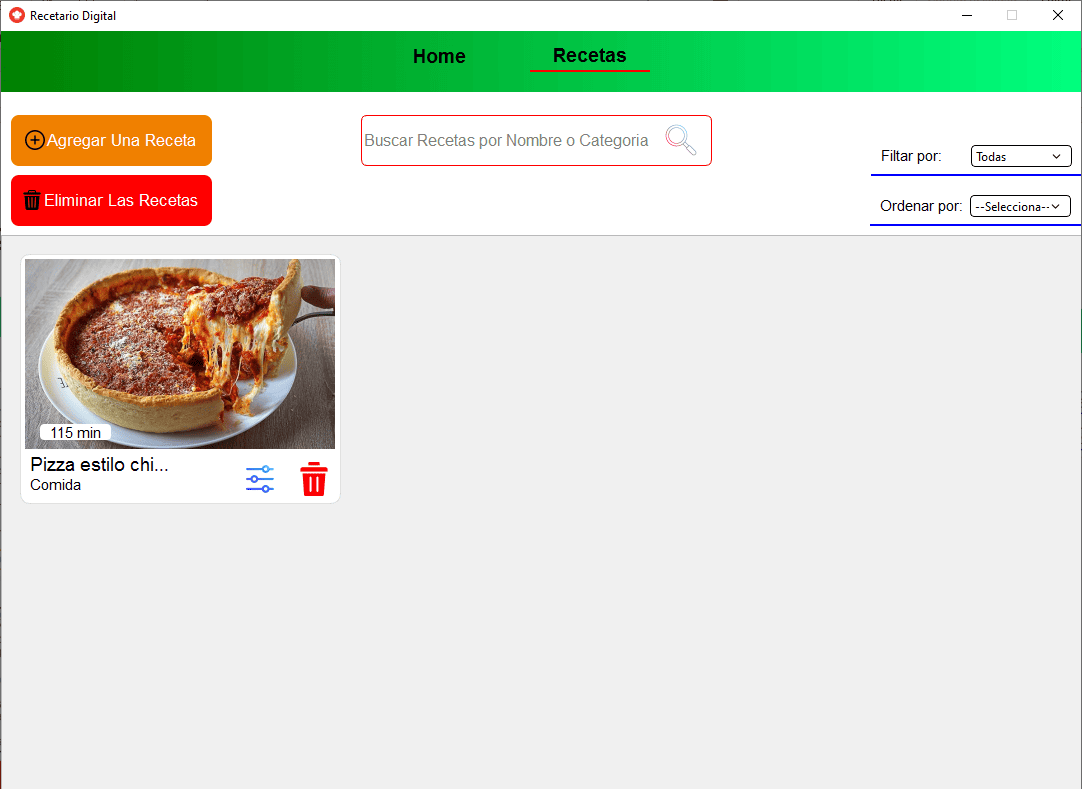 Recetario Digital
Home
Recetas
Agregar Una Receta
Buscar Recetas por Nombre o Categoria
Filtar por:
Todas
Eliminar Las Recetas
Ordenar por:
--Selecciona--
115 min
Pizza estilo chi...
Comida